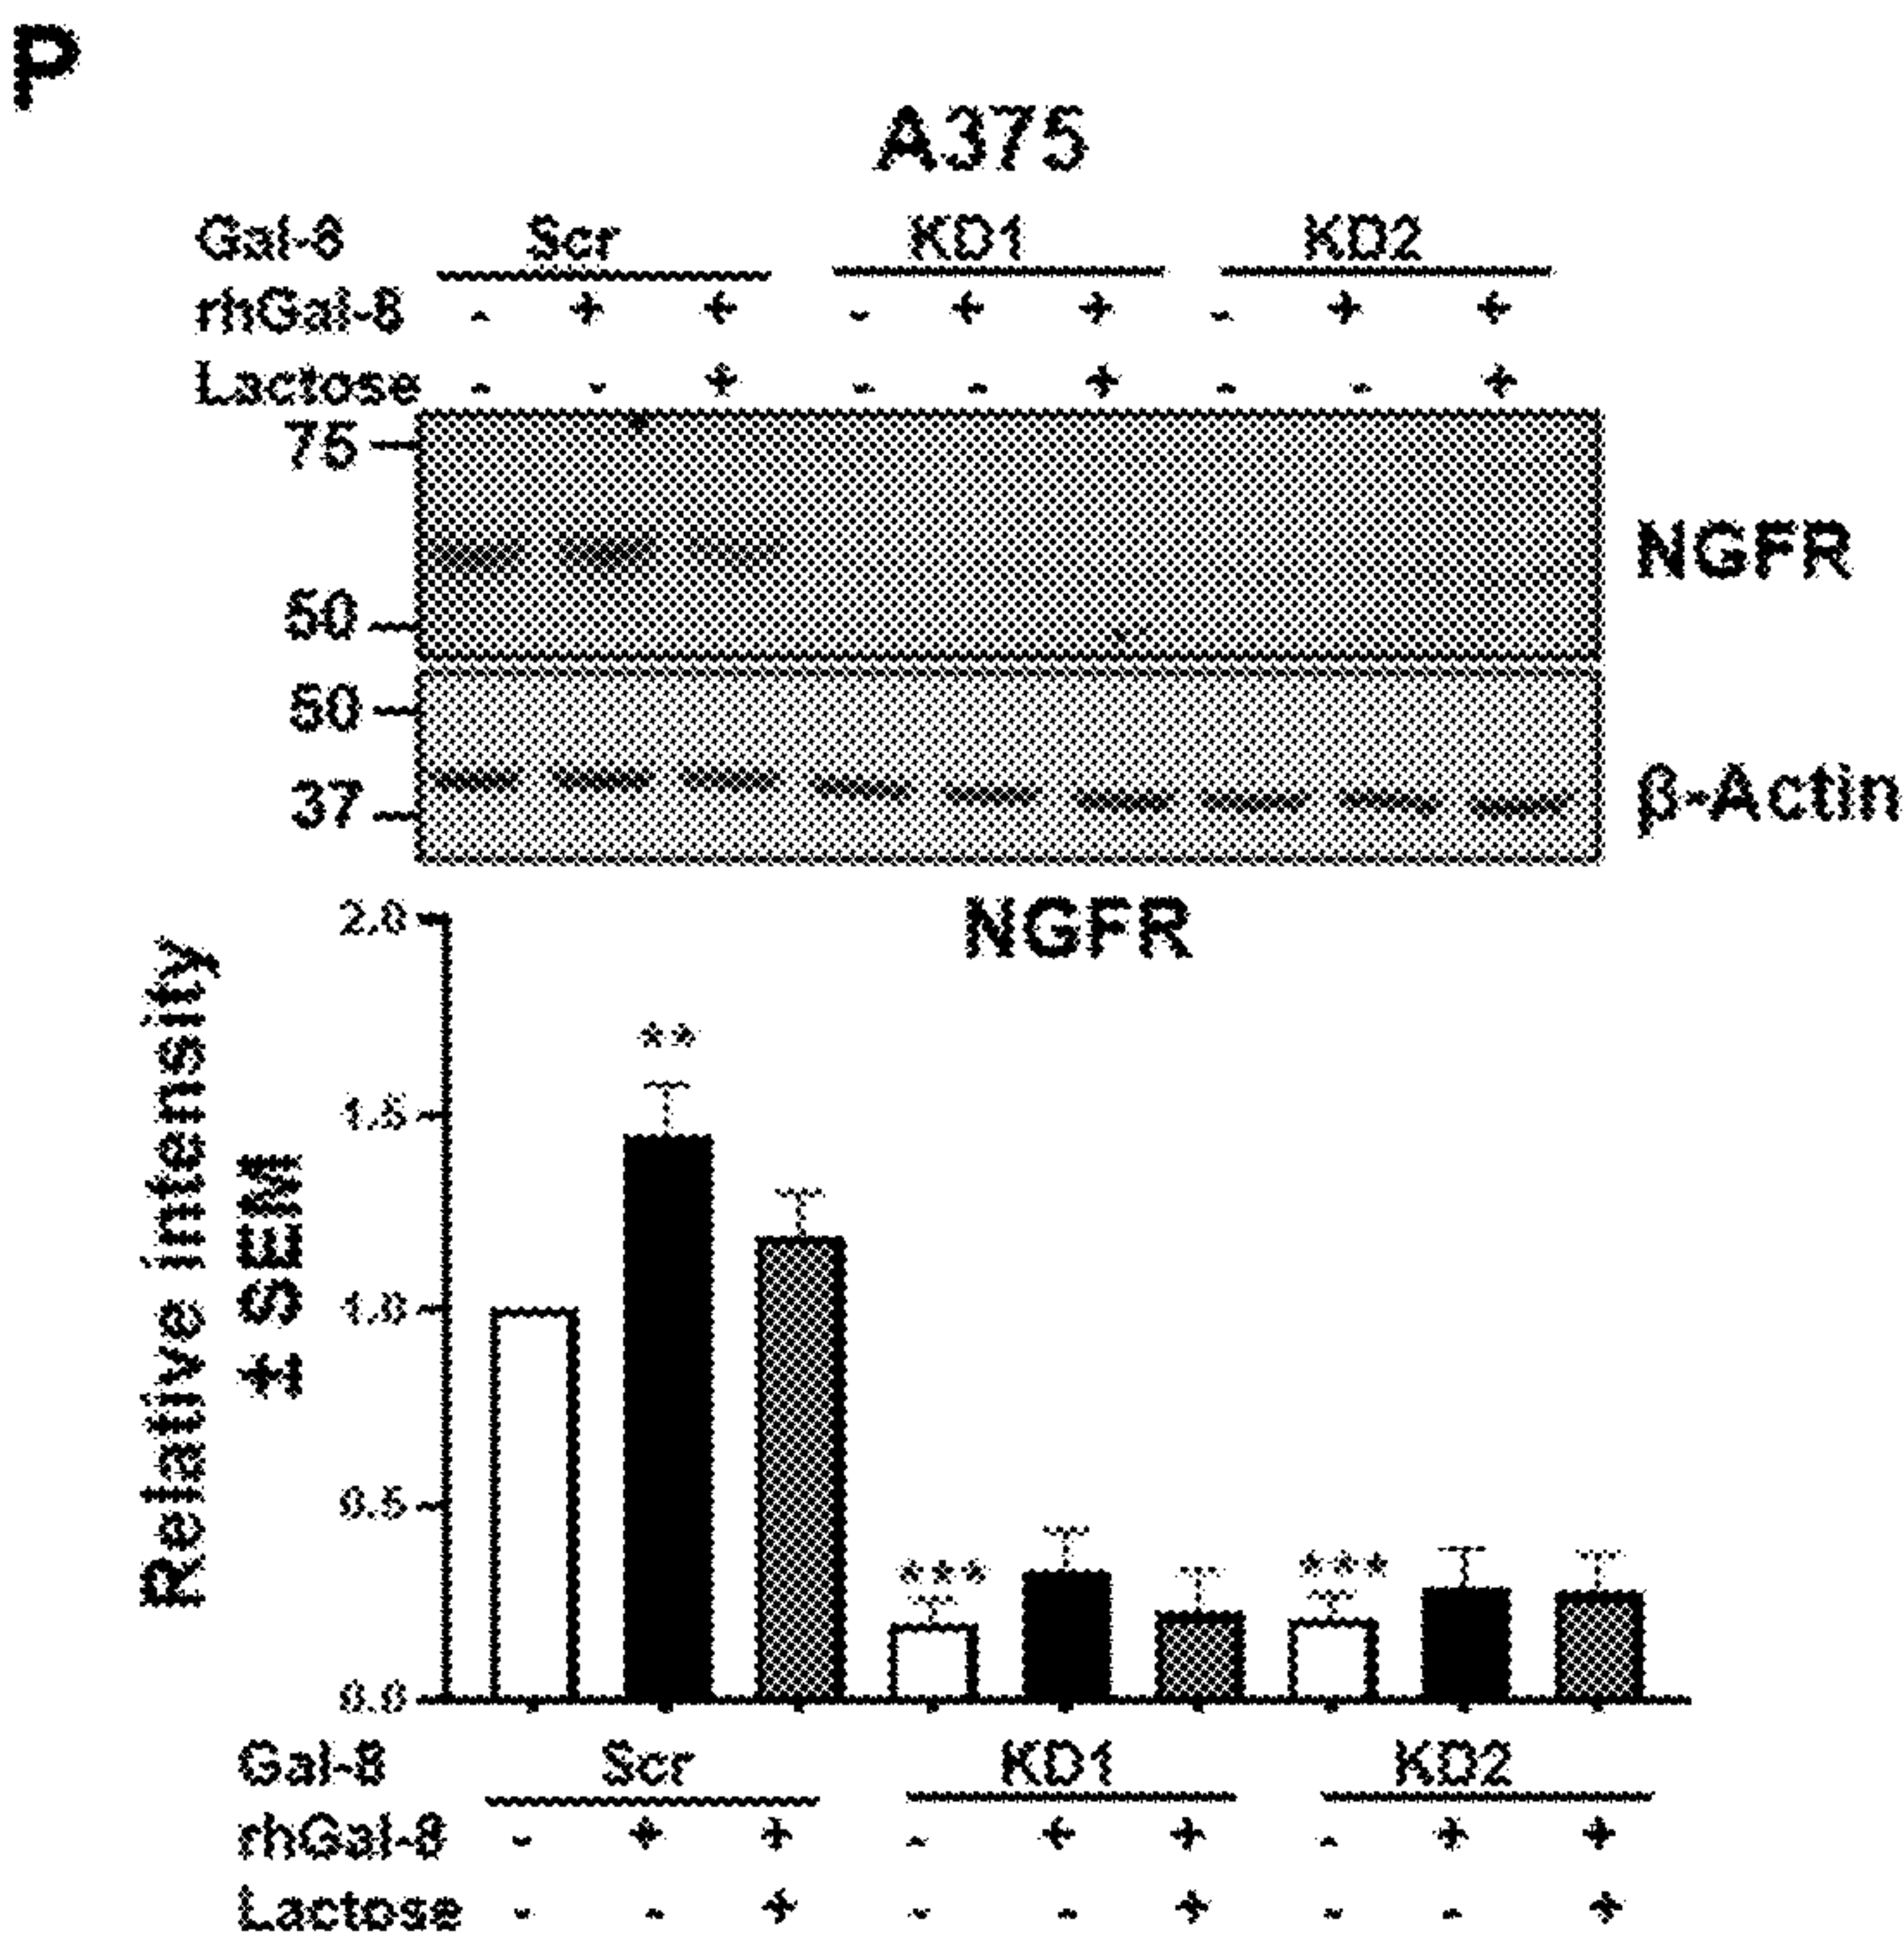 P
A375
Gal-8 Scr KD1 KD2
rhGal-8 - + + - + + - + +
Lactose - - + - - + - - +
75
50
NGFR
50
37
β-Actin
NGFR
Relative intensity
± SEM
2.0
1.5
1.0
0.5
0.0
**
***
***
Gal-8 Scr KD1 KD2
rhGal-8 - + + - + + - + +
Lactose - - + - - + - - +